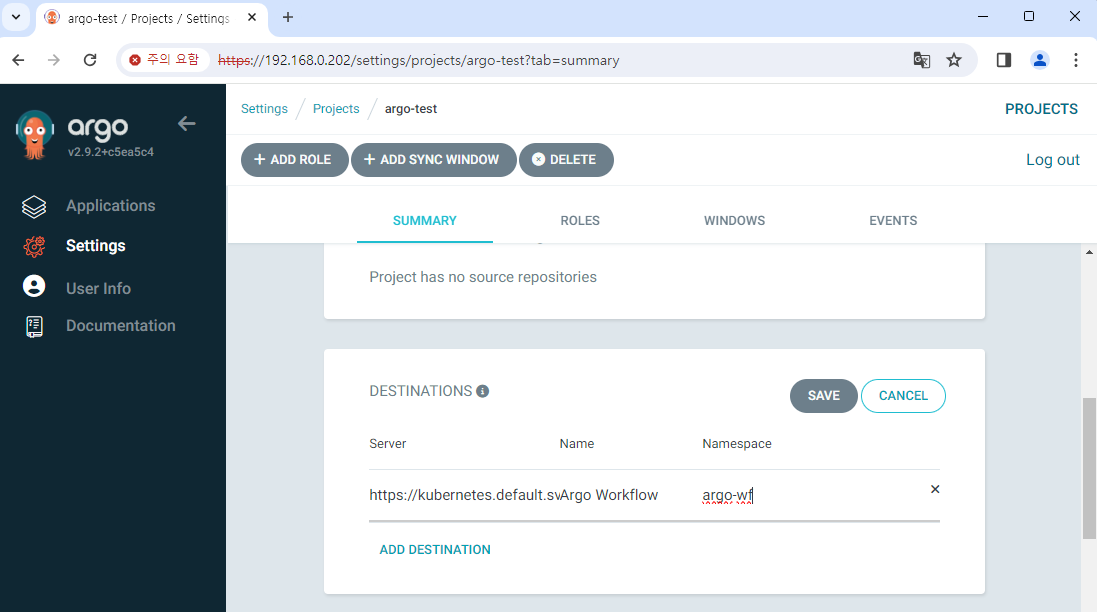 argo-test / Projects / Settings
주의 요함
https://192.168.0.202/settings/projects/argo-test?tab=summary
argo
v2.9.2+c5ea5c4
Applications
Settings
User Info
Documentation
Settings / Projects / argo-test
PROJECTS
+ ADD ROLE
+ ADD SYNC WINDOW
DELETE
Log out
SUMMARY
ROLES
WINDOWS
EVENTS
Project has no source repositories
DESTINATIONS
SAVE
CANCEL
Server Name Namespace
https://kubernetes.default.sv Argo Workflow argo-wf
ADD DESTINATION